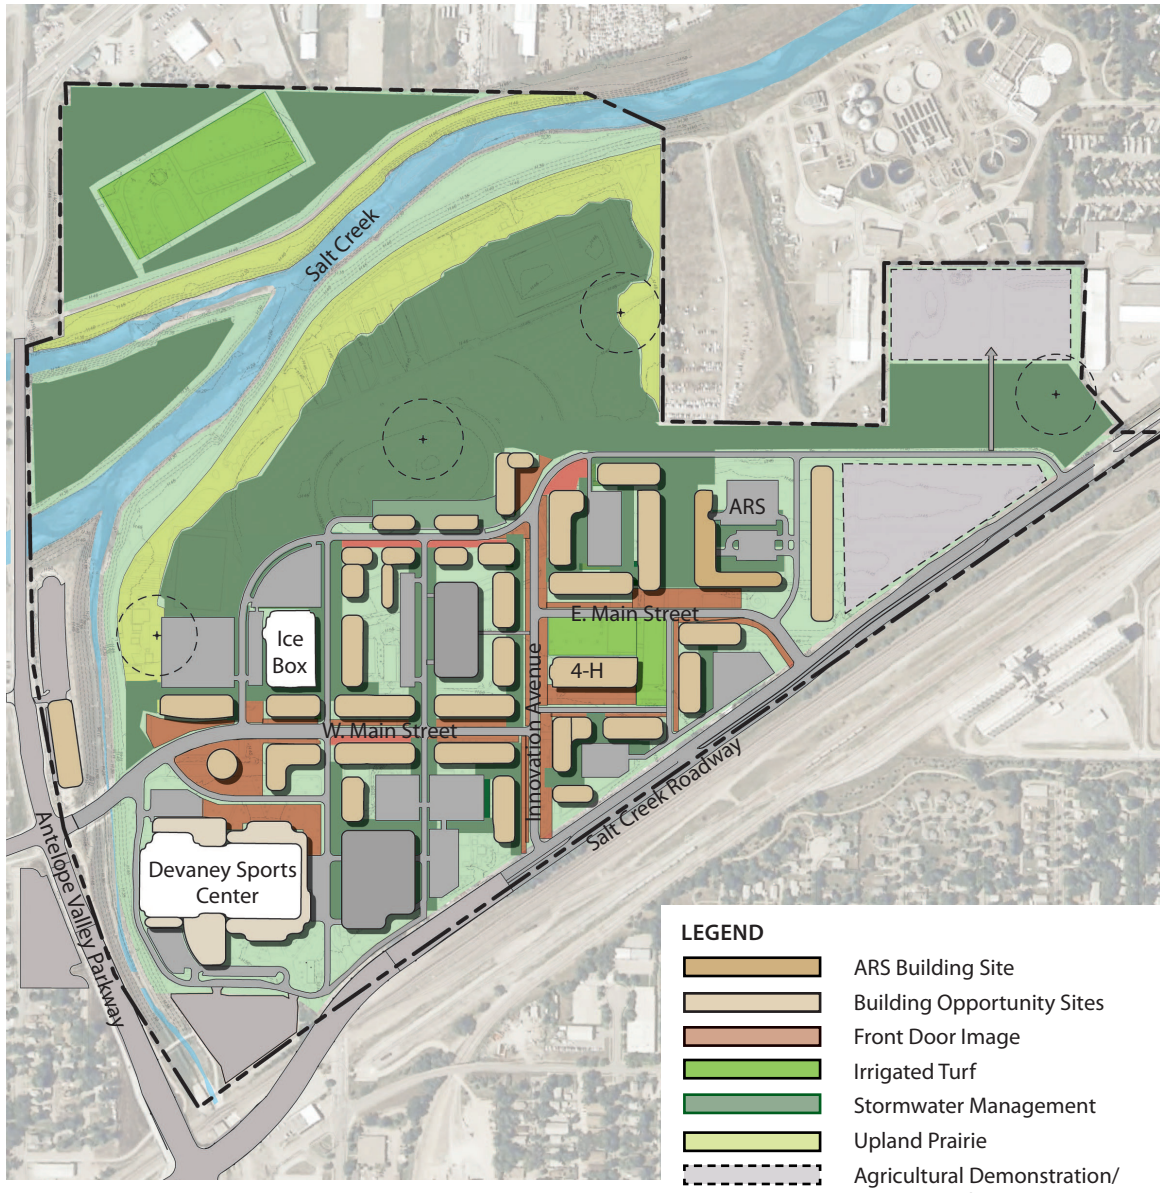 Salt Creek
ARS
E. Main Street
Ice
Box
4-H
Innovation Avenue
W. Main Street
Salt Creek Roadway
Antelope Valley Parkway
Devaney Sports
Center
LEGEND
ARS Building Site
Building Opportunity Sites
Front Door Image
Irrigated Turf
Stormwater Management
Upland Prairie
Agricultural Demonstration/